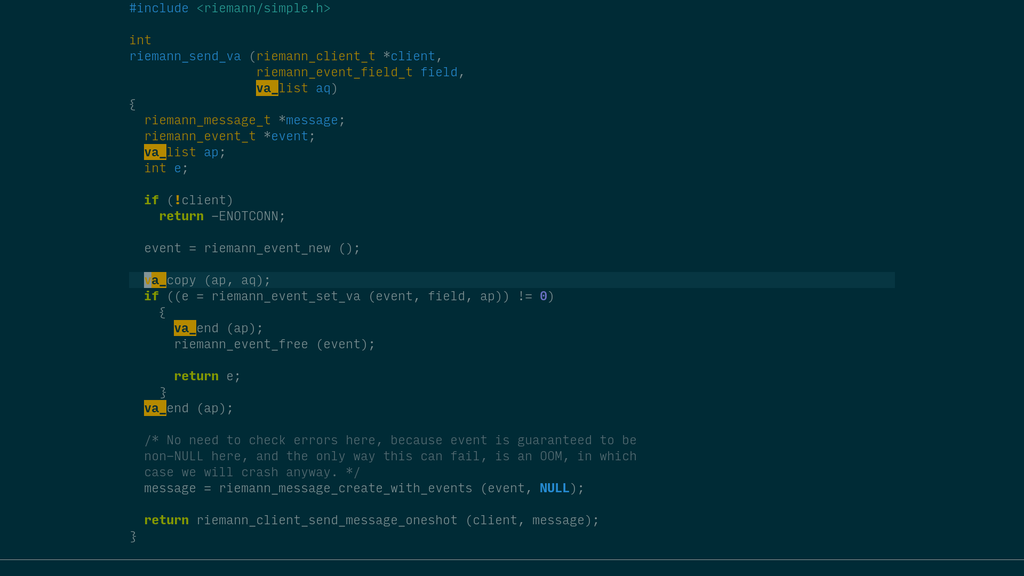 #include <riemann/simple.h>

int
riemann_send_va (riemann_client_t *client,
                 riemann_event_field_t field,
                 va_list aq)
{
  riemann_message_t *message;
  riemann_event_t *event;
  va_list ap;
  int e;

  if (!client)
    return -ENOTCONN;

  event = riemann_event_new ();

  va_copy (ap, aq);
  if ((e = riemann_event_set_va (event, field, ap)) != 0)
    {
      va_end (ap);
      riemann_event_free (event);

      return e;
    }
  va_end (ap);

  /* No need to check errors here, because event is guaranteed to be
  non-NULL here, and the only way this can fail, is an OOM, in which
  case we will crash anyway. */
  message = riemann_message_create_with_events (event, NULL);

  return riemann_client_send_message_oneshot (client, message);
}